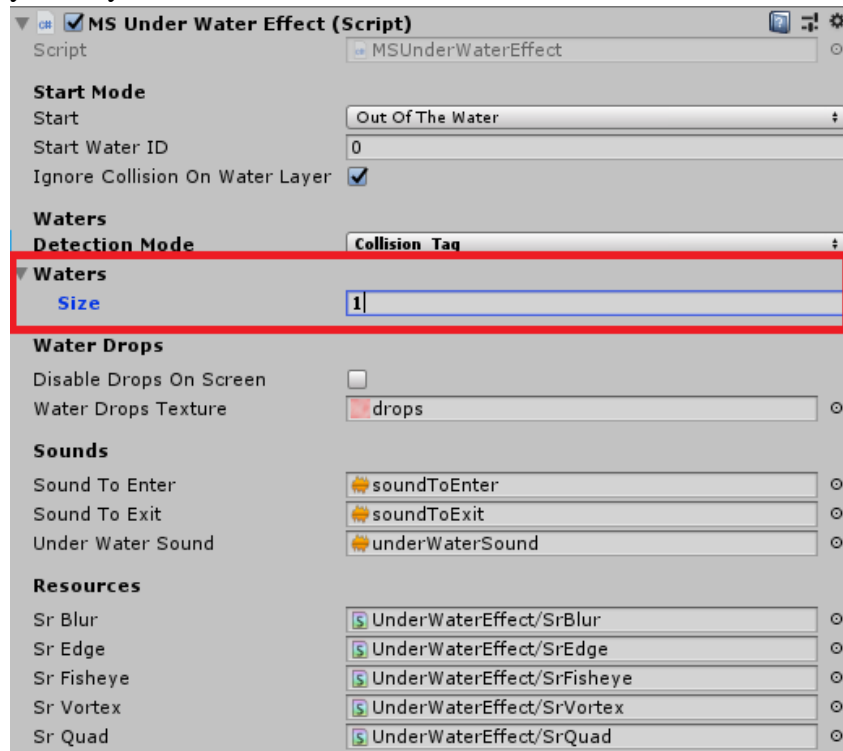 MS Under Water Effect (Script)
Script MSUnderWaterEffect
Start Mode
Start Out Of The Water
Start Water ID 0
Ignore Collision On Water Layer
Waters
Detection Mode Collision Tag
Waters
Size 1
Water Drops
Disable Drops On Screen
Water Drops Texture drops
Sounds
Sound To Enter soundToEnter
Sound To Exit soundToExit
Under Water Sound underWaterSound
Resources
Sr Blur UnderWaterEffect/SrBlur
Sr Edge UnderWaterEffect/SrEdge
Sr Fisheye UnderWaterEffect/SrFisheye
Sr Vortex UnderWaterEffect/SrVortex
Sr Quad UnderWaterEffect/SrQuad